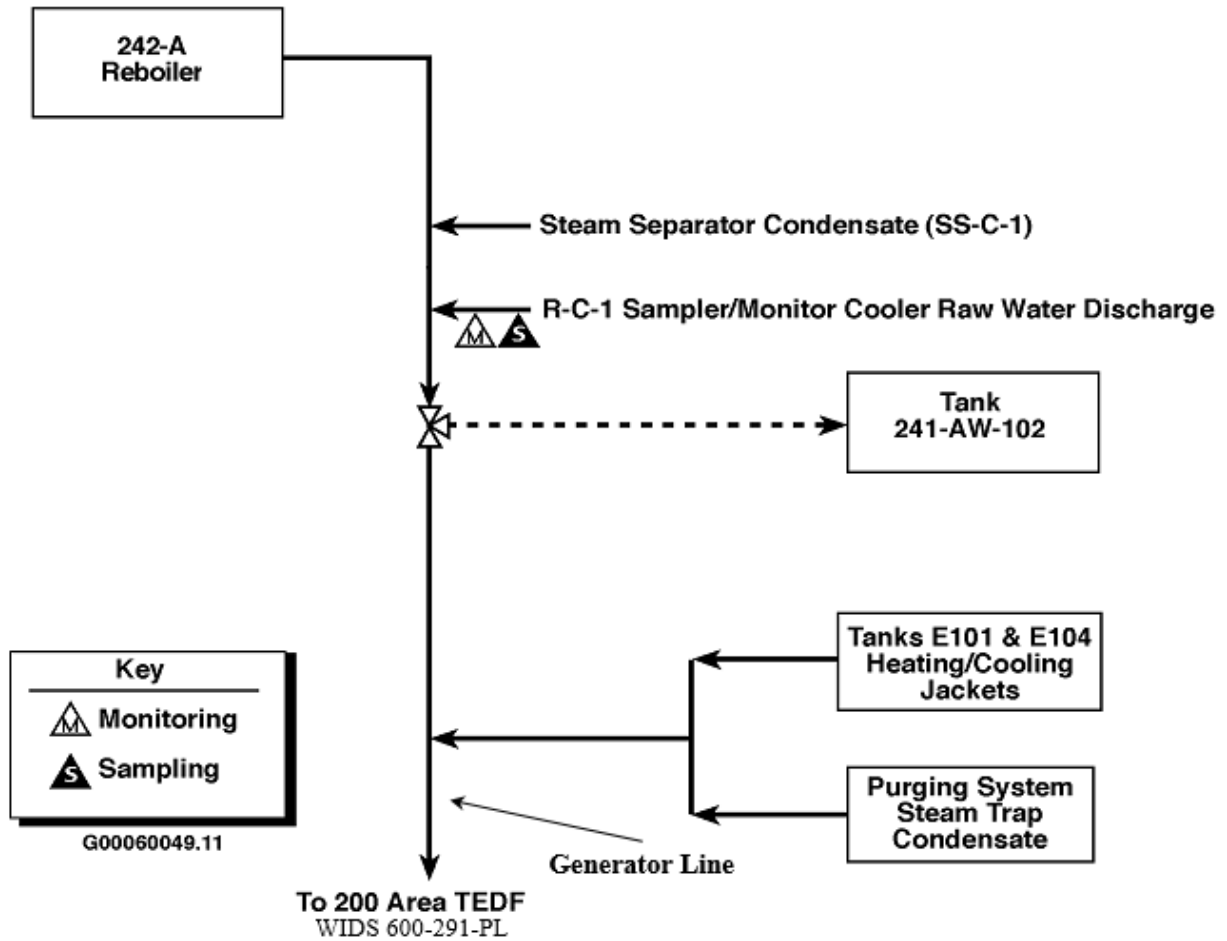 242-A
Reboiler
Steam Separator Condensate (SS-C-1)
R-C-1 Sampler/Monitor Cooler Raw Water Discharge
M S
Tank
241-AW-102
Tanks E101 & E104
Heating/Cooling
Jackets
Key
M Monitoring
S Sampling
G00060049.11
Purging System
Steam Trap
Condensate
Generator Line
To 200 Area TEDF
WIDS 600-291-PL